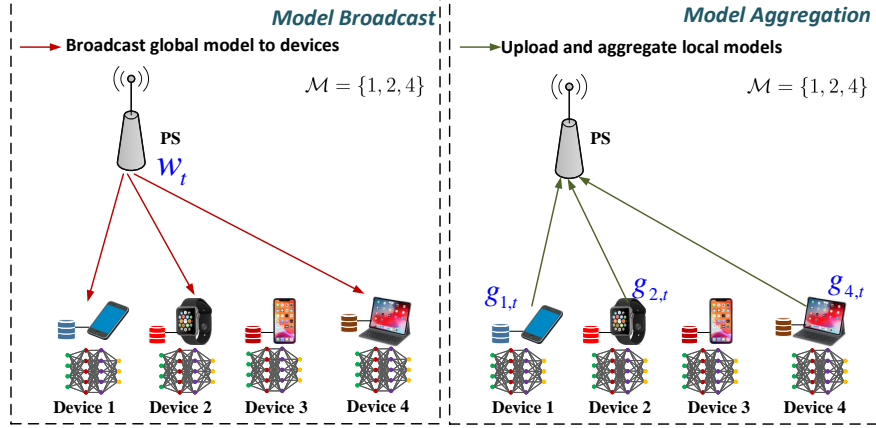 Model Broadcast
Broadcast global model to devices
$\mathcal{M} = \{1, 2, 4\}$
PS
$w_t$
Device 1 Device 2 Device 3 Device 4
Model Aggregation
Upload and aggregate local models
$\mathcal{M} = \{1, 2, 4\}$
PS
$g_{1,t}$ $g_{2,t}$ $g_{4,t}$
Device 1 Device 2 Device 3 Device 4